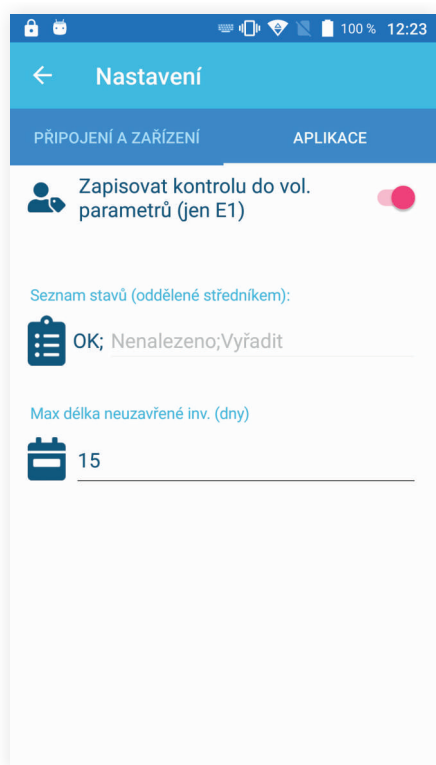 100 % 12:23
Nastavení
PŘIPOJENÍ A ZAŘÍZENÍ APLIKACE
Zapisovat kontrolu do vol.
parametrů (jen E1)
Seznam stavů (oddělené středníkem):
OK; Nenalezeno;Vyřadit
Max délka neuzavřené inv. (dny)
15